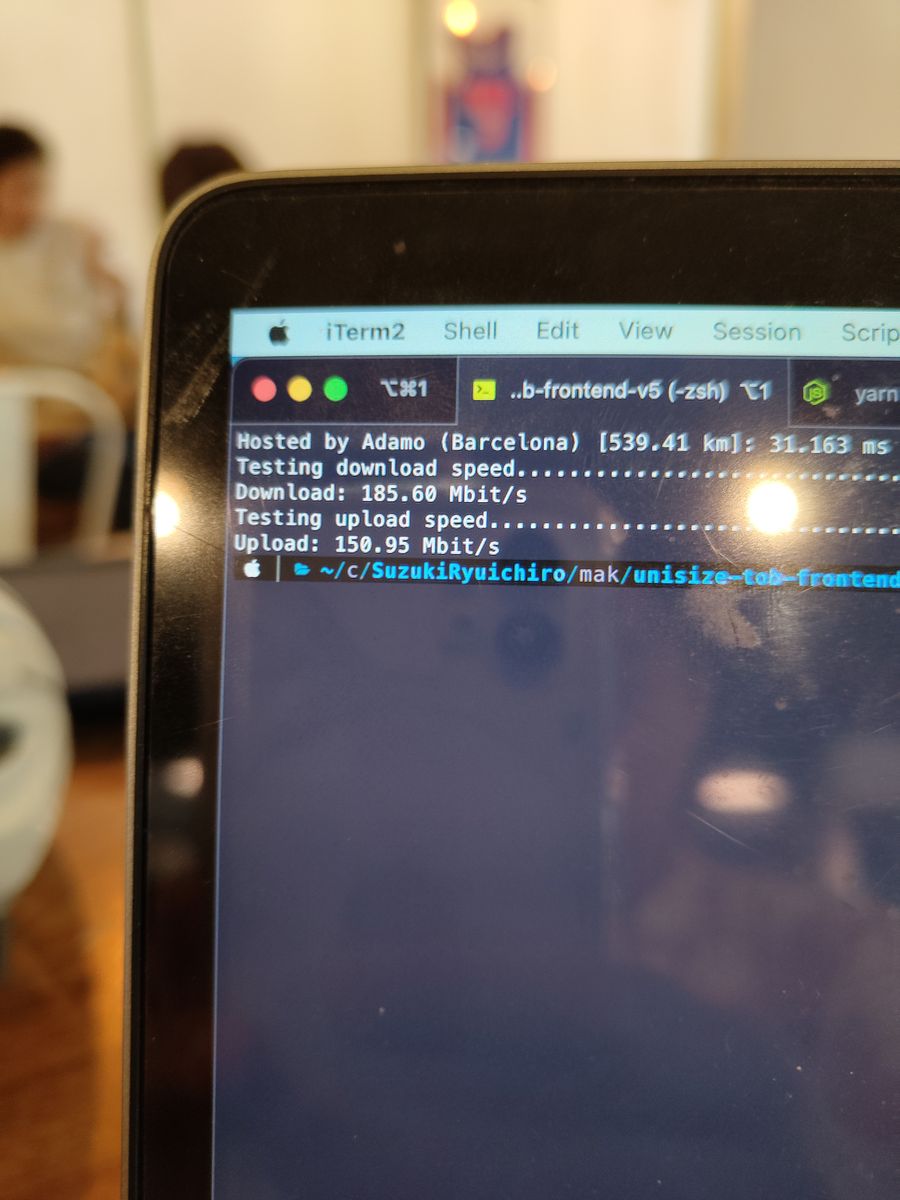 iTerm2 Shell Edit View Session Scrip
⌥⌘1 ..b-frontend-v5 (-zsh) ⌥1 yarn
Hosted by Adamo (Barcelona) [539.41 km]: 31.163 ms
Testing download speed................................
Download: 185.60 Mbit/s
Testing upload speed..................................
Upload: 150.95 Mbit/s
~/c/SuzukiRyuichiro/mak/unisize-tob-frontend